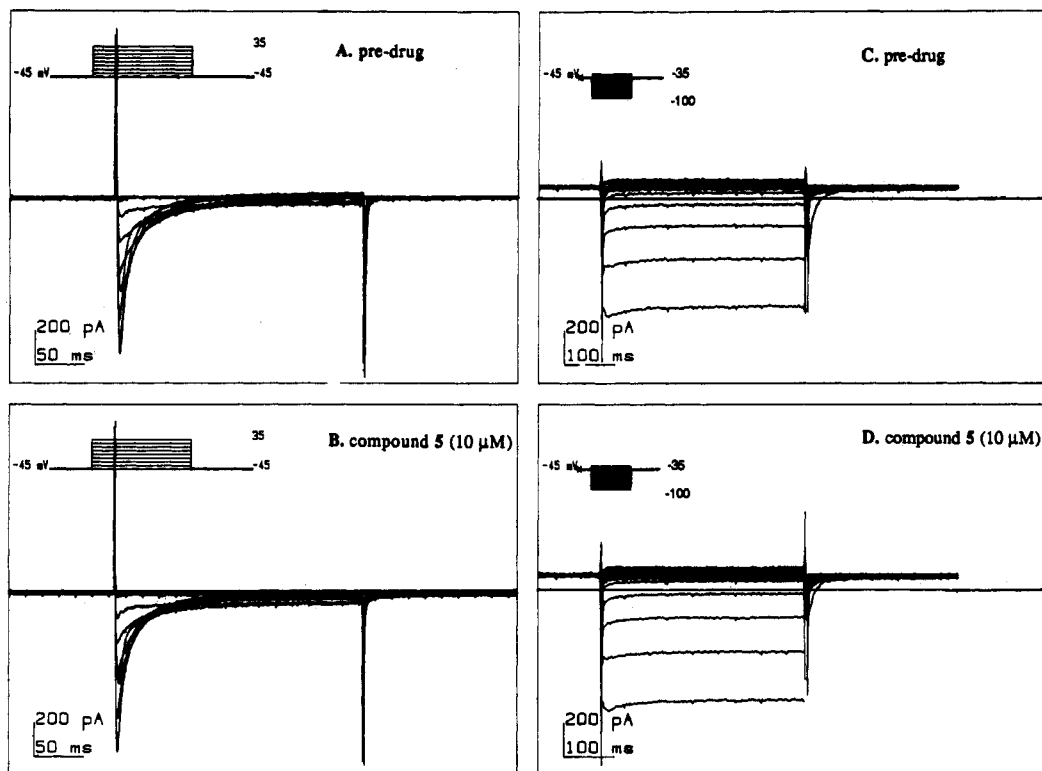 A. pre-drug
35
-45 mV
-45
200 pA
50 ms
C. pre-drug
-45 mV
-35
-100
200 pA
100 ms
B. compound 5 (10 μM)
35
-45 mV
-45
200 pA
50 ms
D. compound 5 (10 μM)
-45 mV
-35
-100
200 pA
100 ms